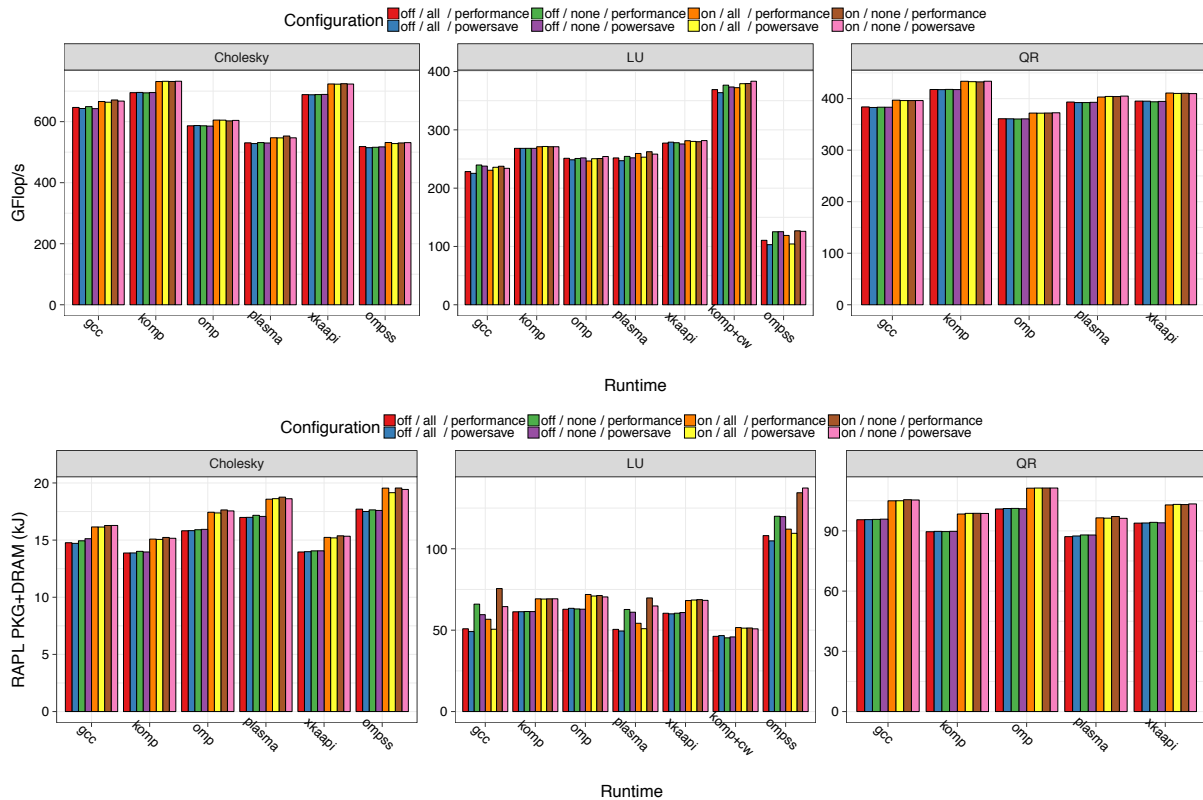 Configuration off / all / performance off / none / performance on / all / performance on / none / performance
off / all / powersave off / none / powersave on / all / powersave on / none / powersave
Cholesky LU QR
GFlop/s
600
400
200
0
400
300
200
100
0
400
300
200
100
0
gcc komp omp plasma xkaapi ompss
gcc komp omp plasma xkaapi komp+cw ompss
gcc komp omp plasma xkaapi
Runtime
Configuration off / all / performance off / none / performance on / all / performance on / none / performance
off / all / powersave off / none / powersave on / all / powersave on / none / powersave
Cholesky LU QR
RAPL PKG+DRAM (kJ)
20
15
10
5
0
100
50
0
90
60
30
0
gcc komp omp plasma xkaapi ompss
gcc komp omp plasma xkaapi komp+cw ompss
gcc komp omp plasma xkaapi
Runtime